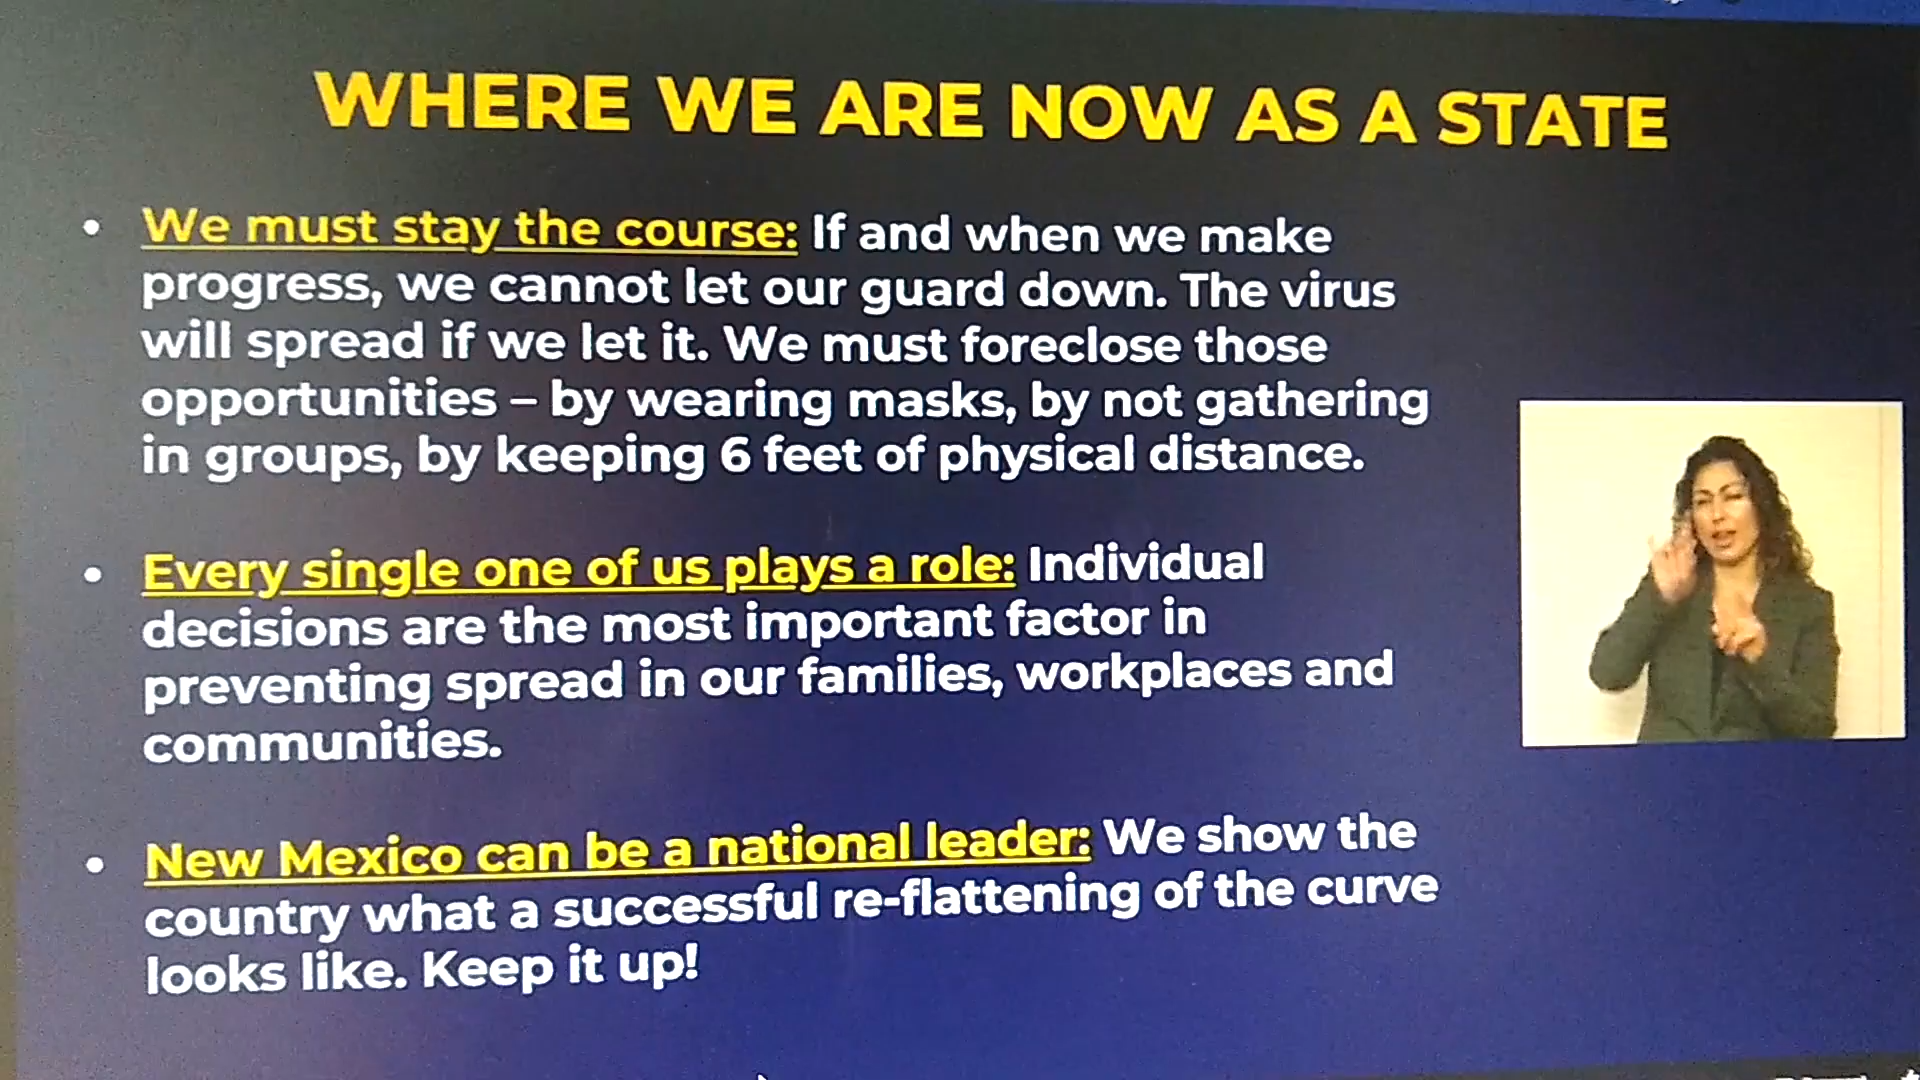 WHERE WE ARE NOW AS A STATE
• We must stay the course: If and when we make
progress, we cannot let our guard down. The virus
will spread if we let it. We must foreclose those
opportunities – by wearing masks, by not gathering
in groups, by keeping 6 feet of physical distance.
• Every single one of us plays a role: Individual
decisions are the most important factor in
preventing spread in our families, workplaces and
communities.
• New Mexico can be a national leader: We show the
country what a successful re-flattening of the curve
looks like. Keep it up!